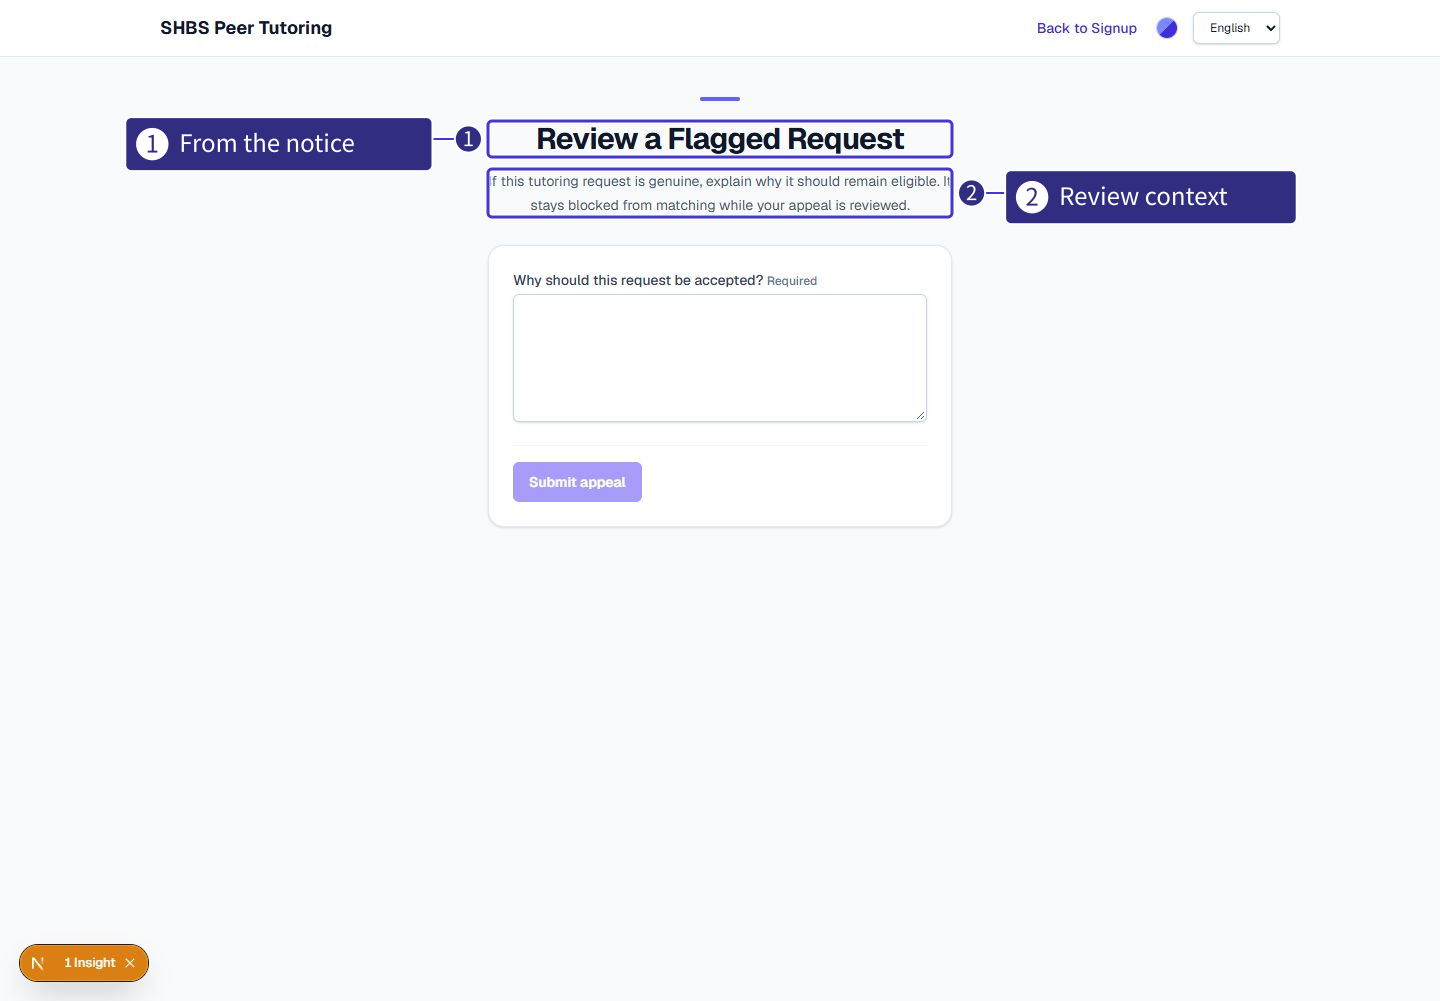 SHBS Peer Tutoring
Back to Signup
English
1 From the notice
1
Review a Flagged Request
If this tutoring request is genuine, explain why it should remain eligible. It
stays blocked from matching while your appeal is reviewed.
2
2 Review context
Why should this request be accepted? Required
Submit appeal
N 1 Insight